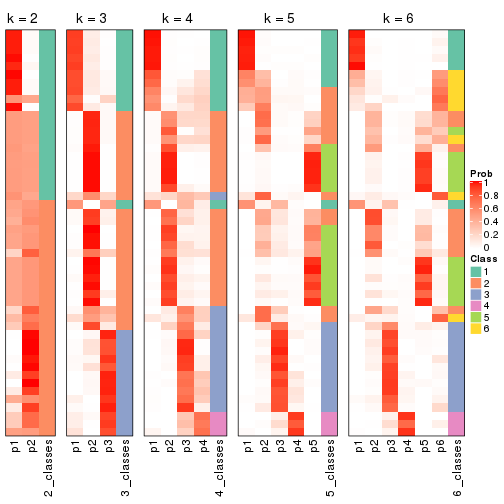 k = 2
k = 3
k = 4
k = 5
k = 6
p1
p2
2_classes
p1
p2
p3
3_classes
p1
p2
p3
p4
4_classes
p1
p2
p3
p4
p5
5_classes
p1
p2
p3
p4
p5
p6
6_classes
Prob
1
0.8
0.6
0.4
0.2
0
Class
1
2
3
4
5
6